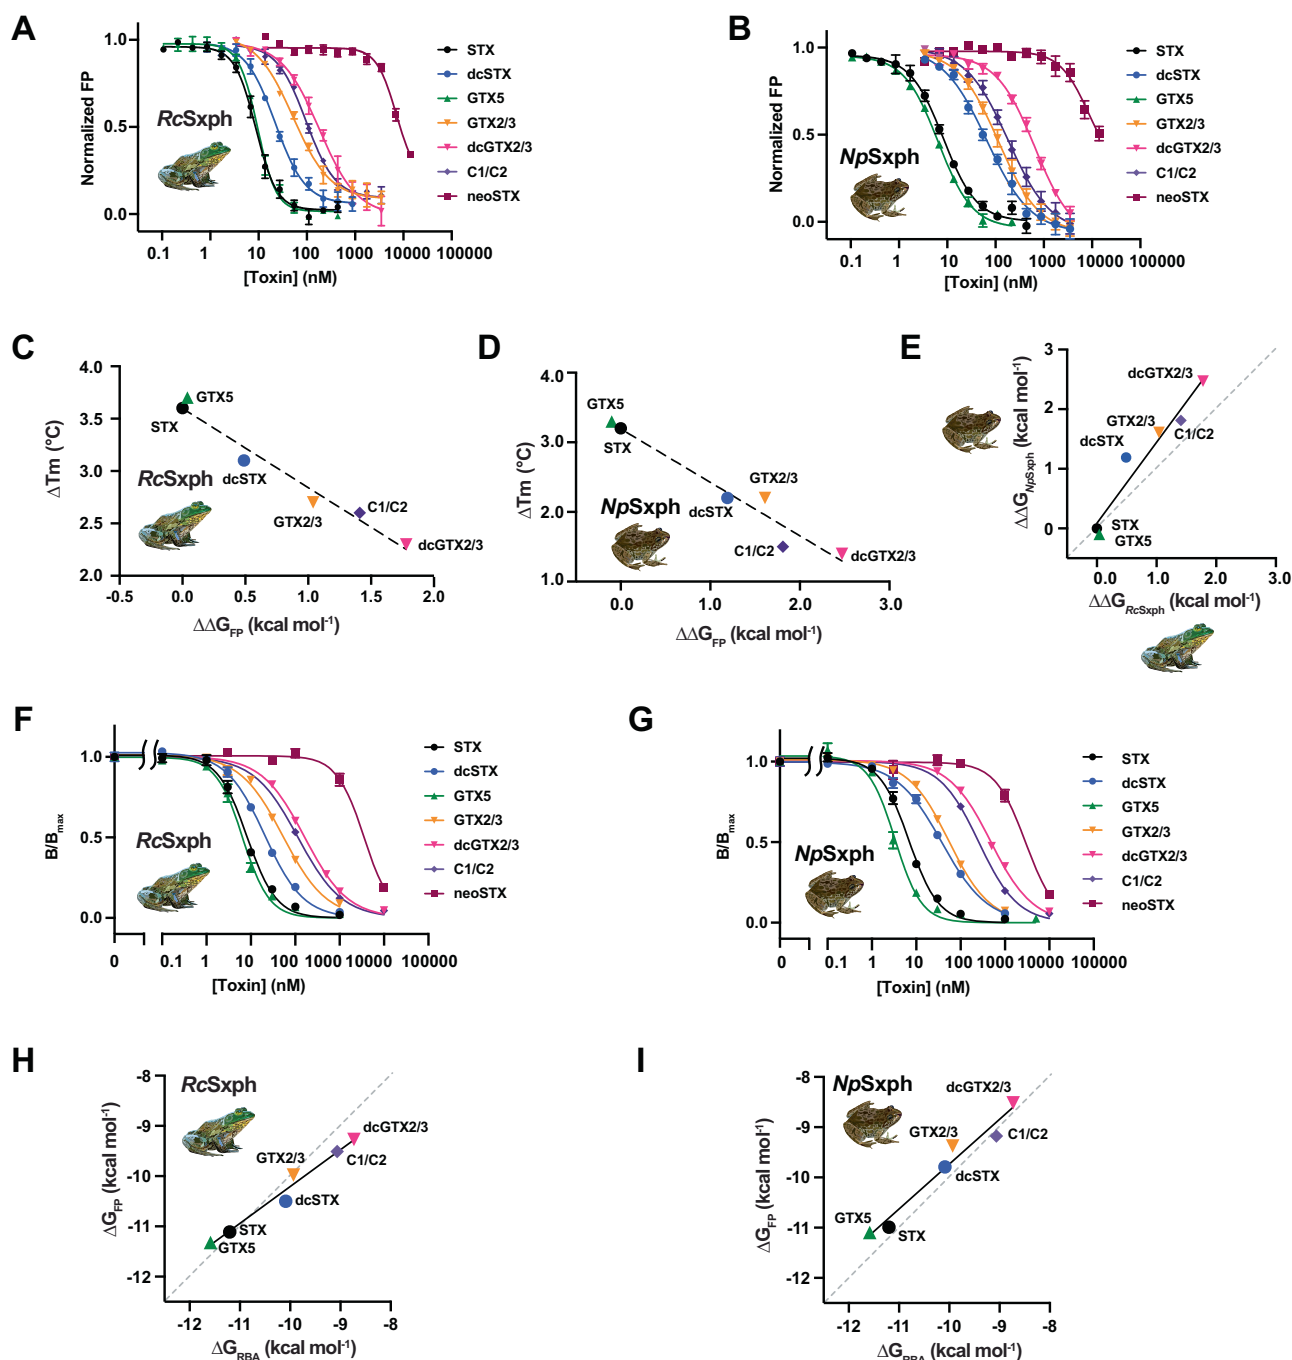 A
Normalized FP
1.0
0.5
0.0
RcSxph
0.1
1
10
100
1000
10000
100000
[Toxin] (nM)
STX
dcSTX
GTX5
GTX2/3
dcGTX2/3
C1/C2
neoSTX
B
Normalized FP
1.0
0.5
0.0
NpSxph
0.1
1
10
100
1000
10000
100000
[Toxin] (nM)
STX
dcSTX
GTX5
GTX2/3
dcGTX2/3
C1/C2
neoSTX
C
ΔTm (°C)
4.0
3.5
3.0
2.5
2.0
GTX5
STX
RcSxph
dcSTX
GTX2/3
C1/C2
dcGTX2/3
-0.5
0.0
0.5
1.0
1.5
2.0
ΔΔG_FP (kcal mol⁻¹)
D
ΔTm (°C)
4.0
3.0
2.0
1.0
GTX5
STX
NpSxph
GTX2/3
dcSTX
C1/C2
dcGTX2/3
0.0
1.0
2.0
3.0
ΔΔG_FP (kcal mol⁻¹)
E
ΔΔG_NpSxph (kcal mol⁻¹)
3
2
1
0
dcGTX2/3
GTX2/3
C1/C2
dcSTX
STX
GTX5
0.0
1.0
2.0
3.0
ΔΔG_RcSxph (kcal mol⁻¹)
F
B/B_max
1.0
0.5
0.0
RcSxph
0
0.1
1
10
100
1000
10000
100000
[Toxin] (nM)
STX
dcSTX
GTX5
GTX2/3
dcGTX2/3
C1/C2
neoSTX
G
B/B_max
1.0
0.5
0.0
NpSxph
0
0.1
1
10
100
1000
10000
100000
[Toxin] (nM)
STX
dcSTX
GTX5
GTX2/3
dcGTX2/3
C1/C2
neoSTX
H
ΔG_FP (kcal mol⁻¹)
-8
-9
-10
-11
-12
RcSxph
dcGTX2/3
C1/C2
GTX2/3
dcSTX
STX
GTX5
-12
-11
-10
-9
-8
ΔG_RBA (kcal mol⁻¹)
I
ΔG_FP (kcal mol⁻¹)
-8
-9
-10
-11
-12
NpSxph
dcGTX2/3
C1/C2
GTX2/3
dcSTX
GTX5
STX
-12
-11
-10
-9
-8
ΔG_RBA (kcal mol⁻¹)